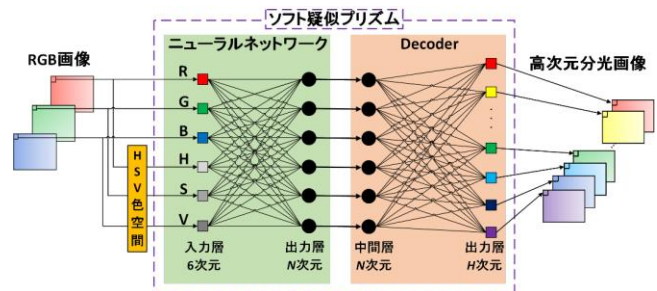 ソフト疑似プリズム
ニューラルネットワーク
Decoder
RGB画像
高次元分光画像
R
G
B
H
S
V
HSV色空間
入力層
6次元
出力層
N次元
中間層
N次元
出力層
H次元